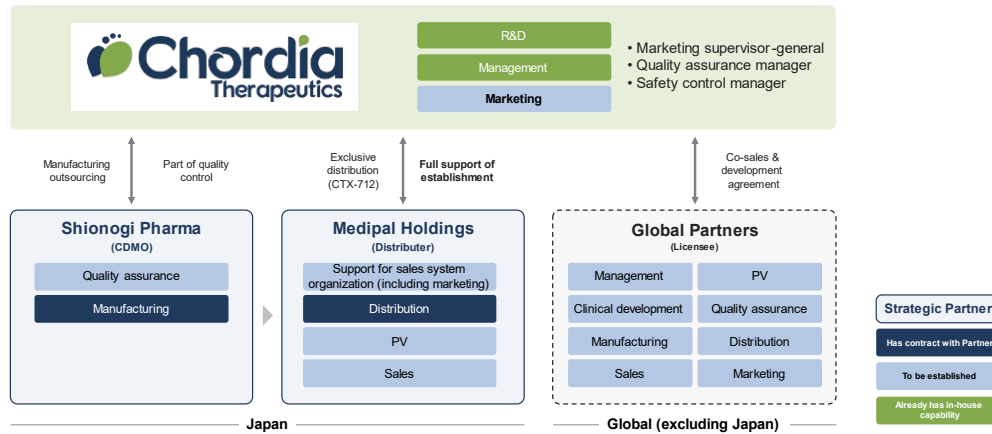 Chordia
Therapeutics
R&D
Management
Marketing
• Marketing supervisor-general
• Quality assurance manager
• Safety control manager
Manufacturing
outsourcing
Part of quality
control
Exclusive
distribution
(CTX-712)
Full support of
establishment
Co-sales &
development
agreement
Shionogi Pharma
(CDMO)
Quality assurance
Manufacturing
Medipal Holdings
(Distributer)
Support for sales system
organization (including marketing)
Distribution
PV
Sales
Global Partners
(Licensee)
Management
PV
Clinical development
Quality assurance
Manufacturing
Distribution
Sales
Marketing
Strategic Partner
Has contract with Partner
To be established
Already has in-house
capability
Japan
Global (excluding Japan)